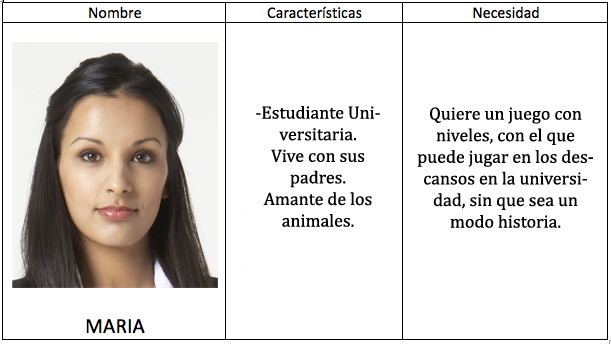 Nombre
Características
Necesidad
MARIA
-Estudiante Uni-
versitaria.
Vive con sus
padres.
Amante de los
animales.
Quiere un juego con
niveles, con el que
puede jugar en los des-
cansos en la universi-
dad, sin que sea un
modo historia.